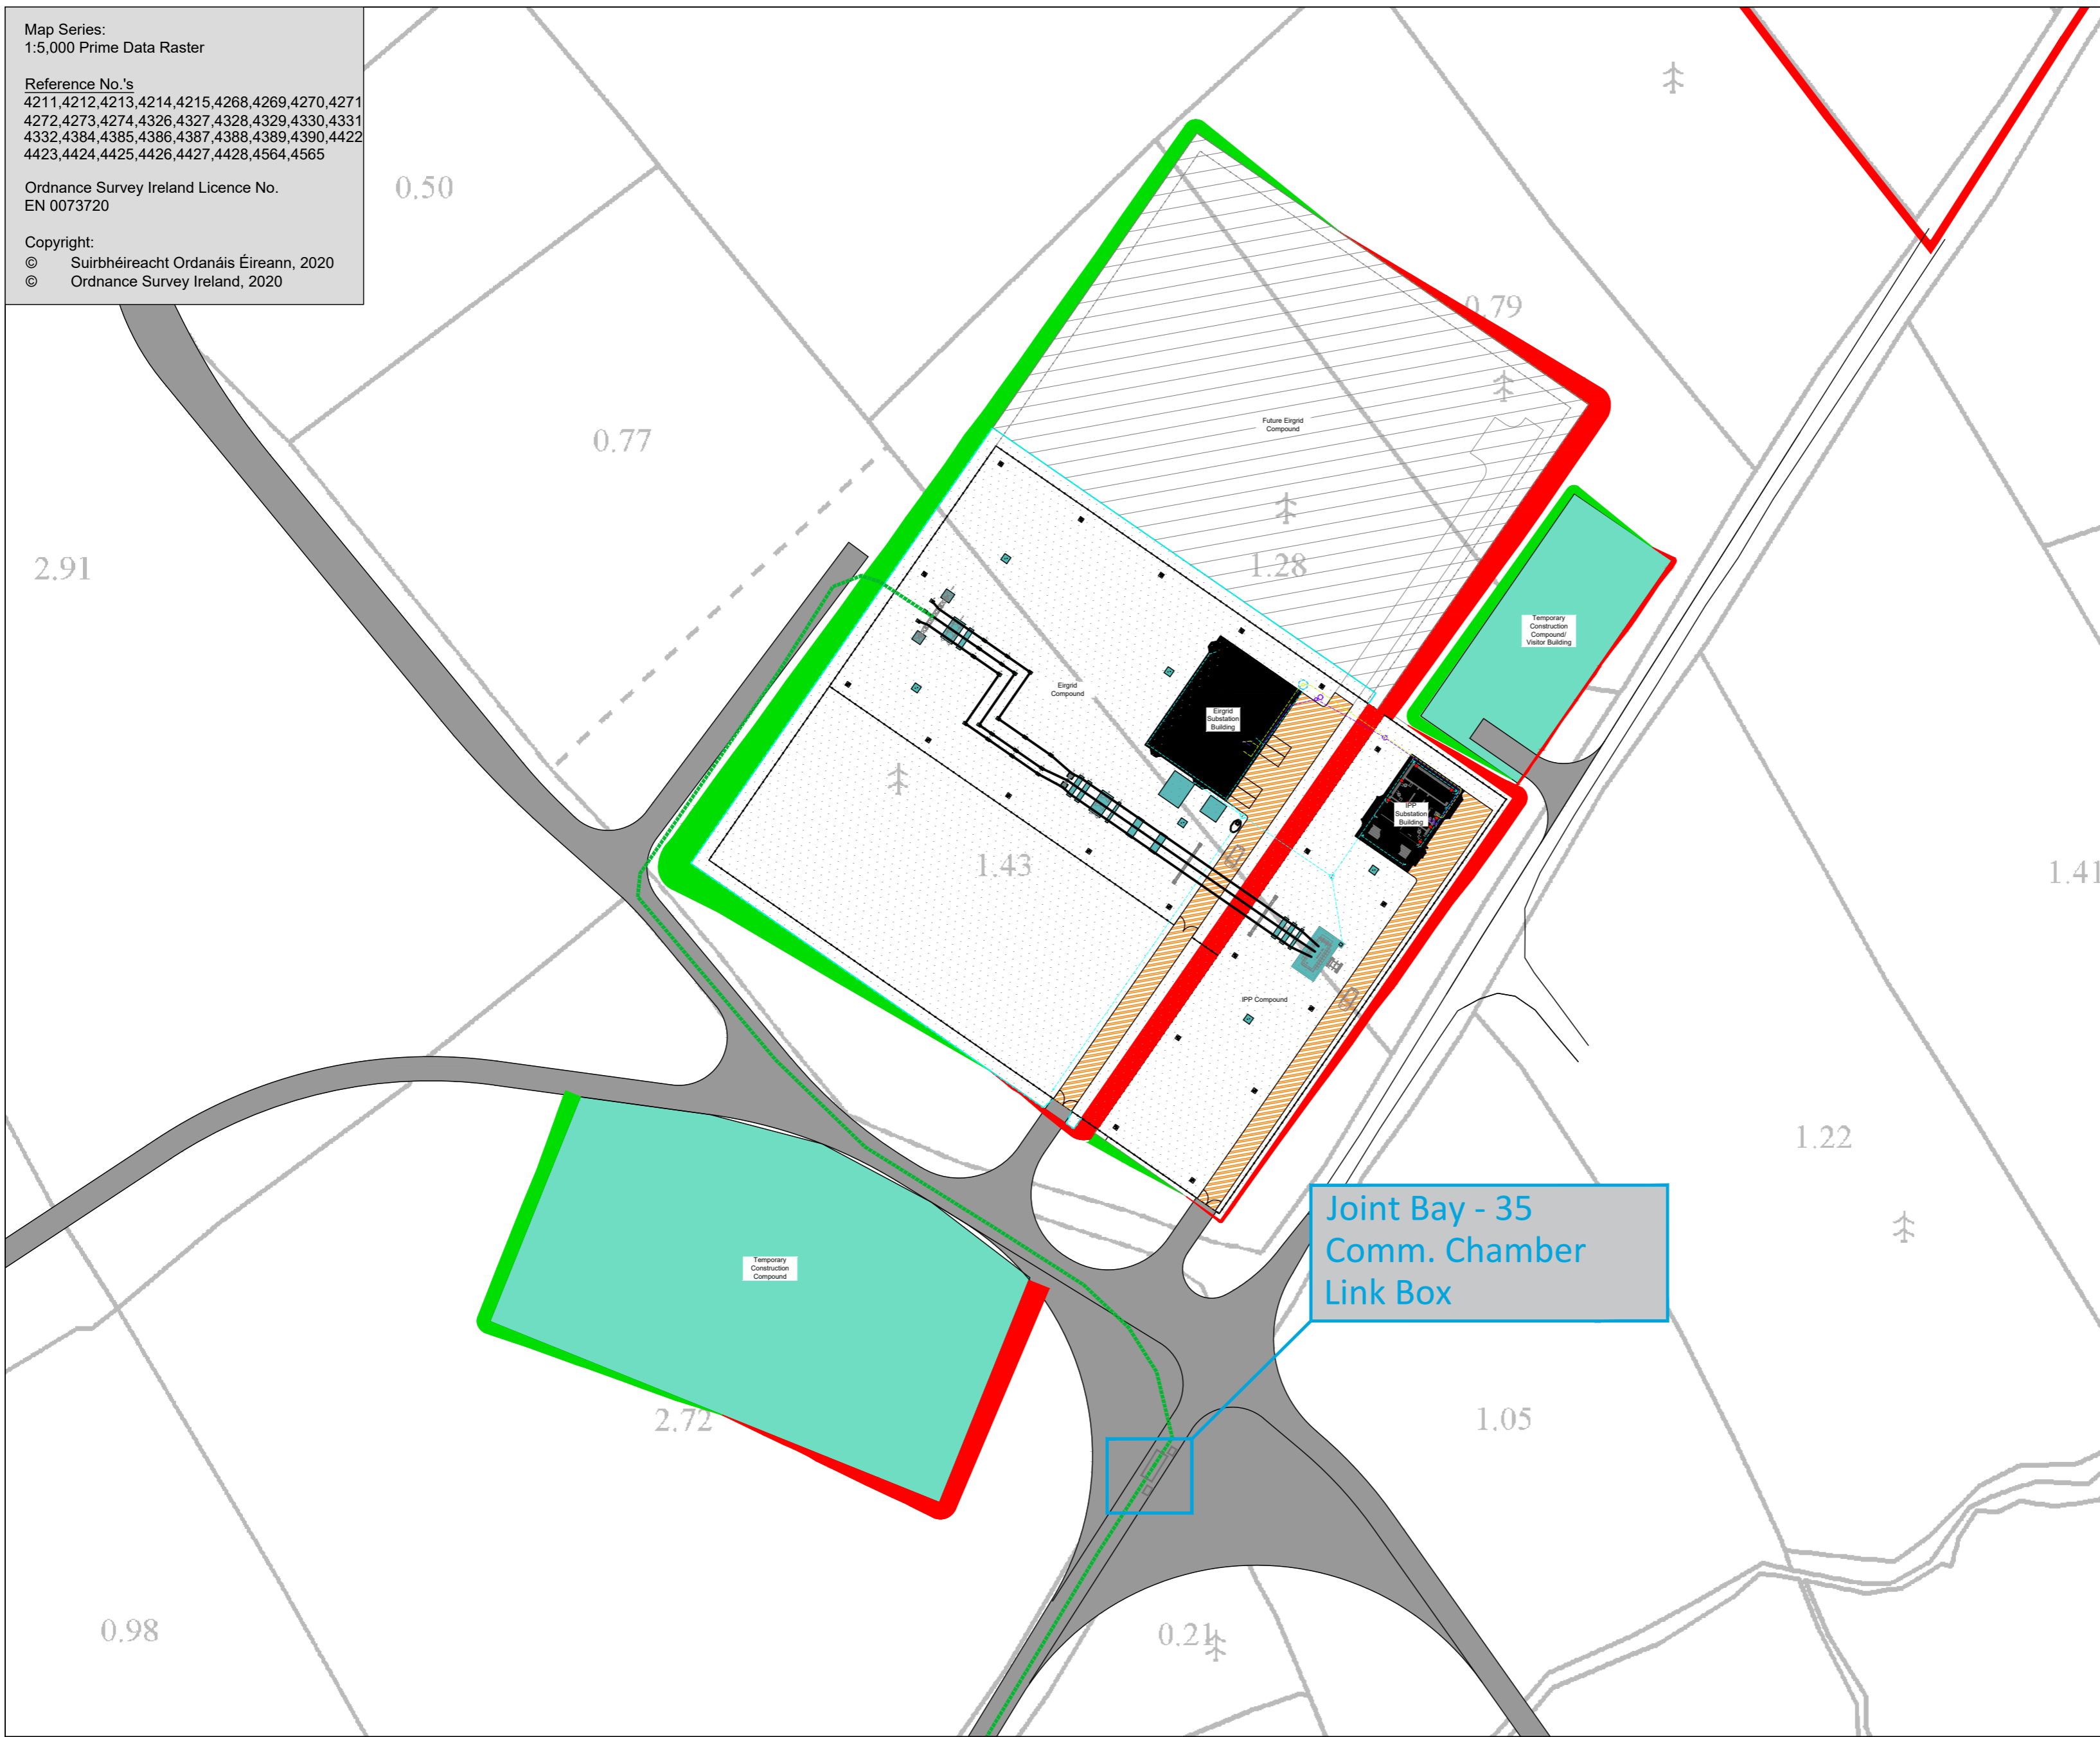 Map Series:
1:5,000 Prime Data Raster
Reference No.'s
4211,4212,4213,4214,4215,4268,4269,4270,4271
4272,4273,4274,4326,4327,4328,4329,4330,4331
4332,4384,4385,4386,4387,4388,4389,4390,4422
4423,4424,4425,4426,4427,4428,4564,4565
Ordnance Survey Ireland Licence No.
EN 0073720
Copyright:
© Suirbhéireacht Ordanáis Éireann, 2020
© Ordnance Survey Ireland, 2020
0.50
0.79
Future Eirgrid
Compound
0.77
2.91
1.28
Temporary
Construction
Compound/
Visitor Building
Eirgrid
Compound
Eirgrid
Substation
Building
IPP
Substation
Building
1.43
1.41
IPP Compound
1.22
Joint Bay - 35
Comm. Chamber
Link Box
Temporary
Construction
Compound
2.72
1.05
0.98
0.21